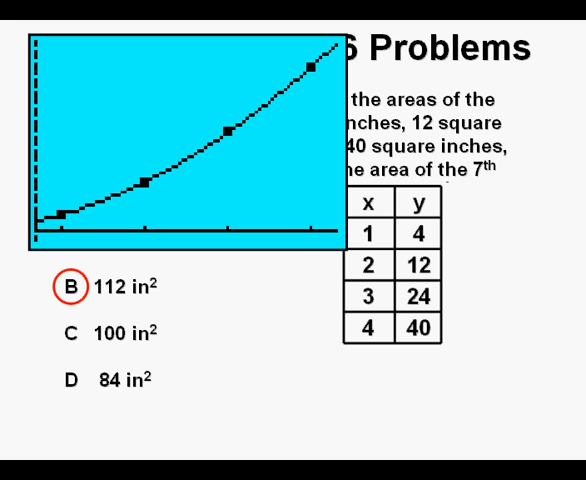 6 Problems
the areas of the
nches, 12 square
40 square inches,
he area of the 7th
x y
1 4
2 12
3 24
4 40
B 112 in²
C 100 in²
D 84 in²